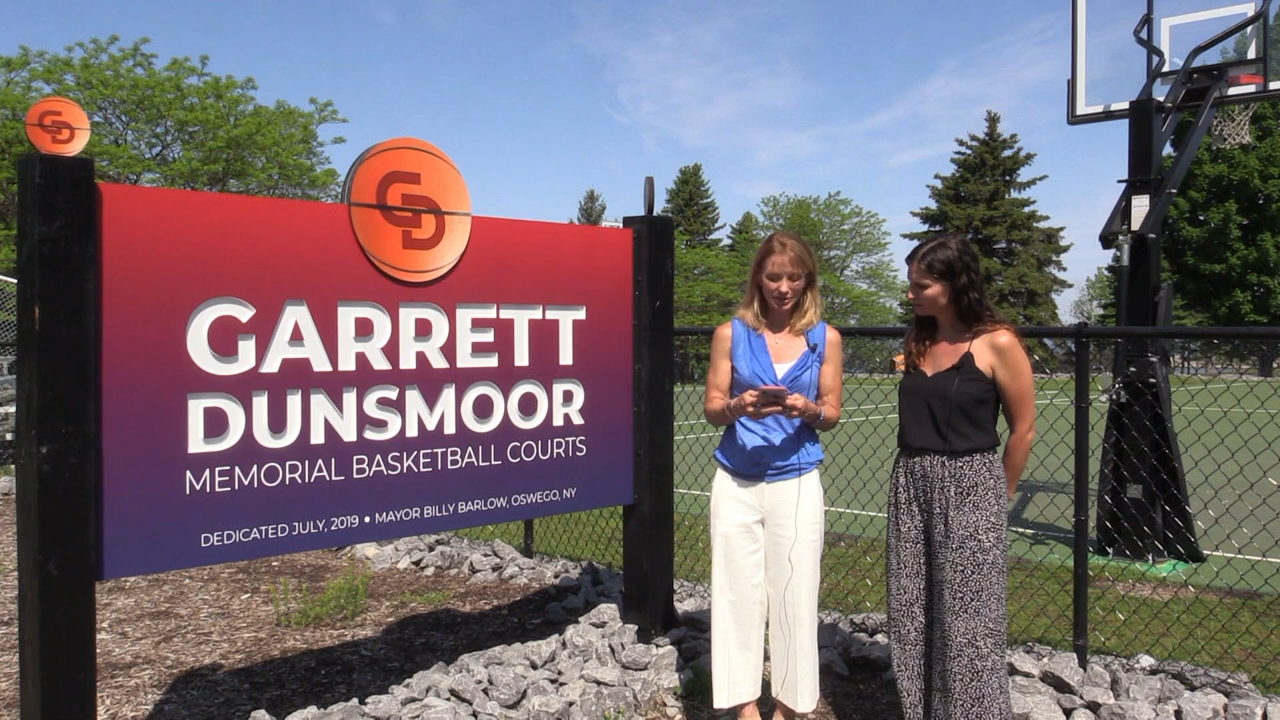 GD
GD
GARRETT
DUNSMOOR
MEMORIAL BASKETBALL COURTS
DEDICATED JULY, 2019 • MAYOR BILLY BARLOW, OSWEGO, NY